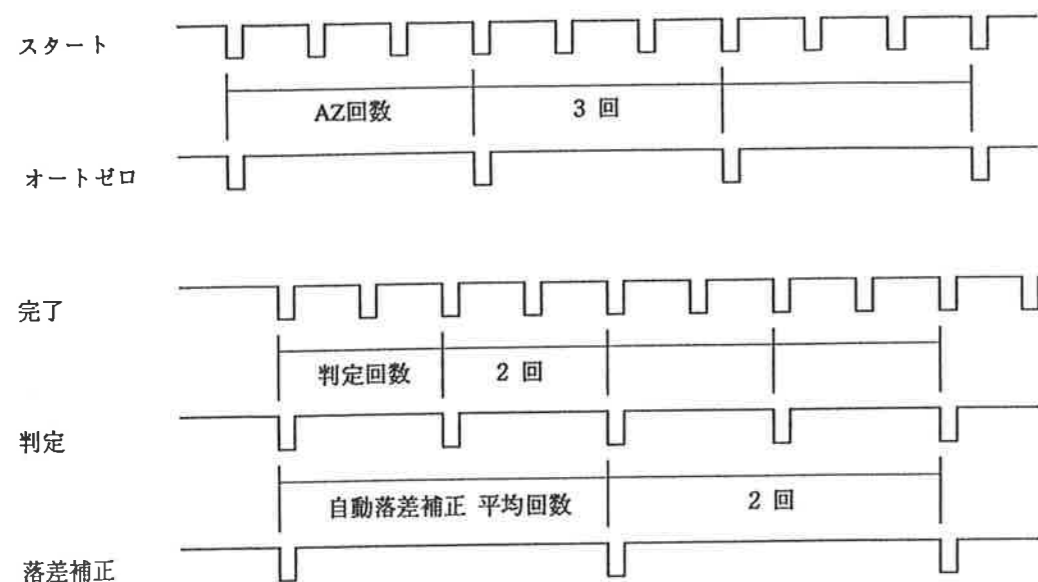 スタート
AZ回数 3 回
オートゼロ
完了
判定回数 2 回
判定
自動落差補正 平均回数 2 回
落差補正